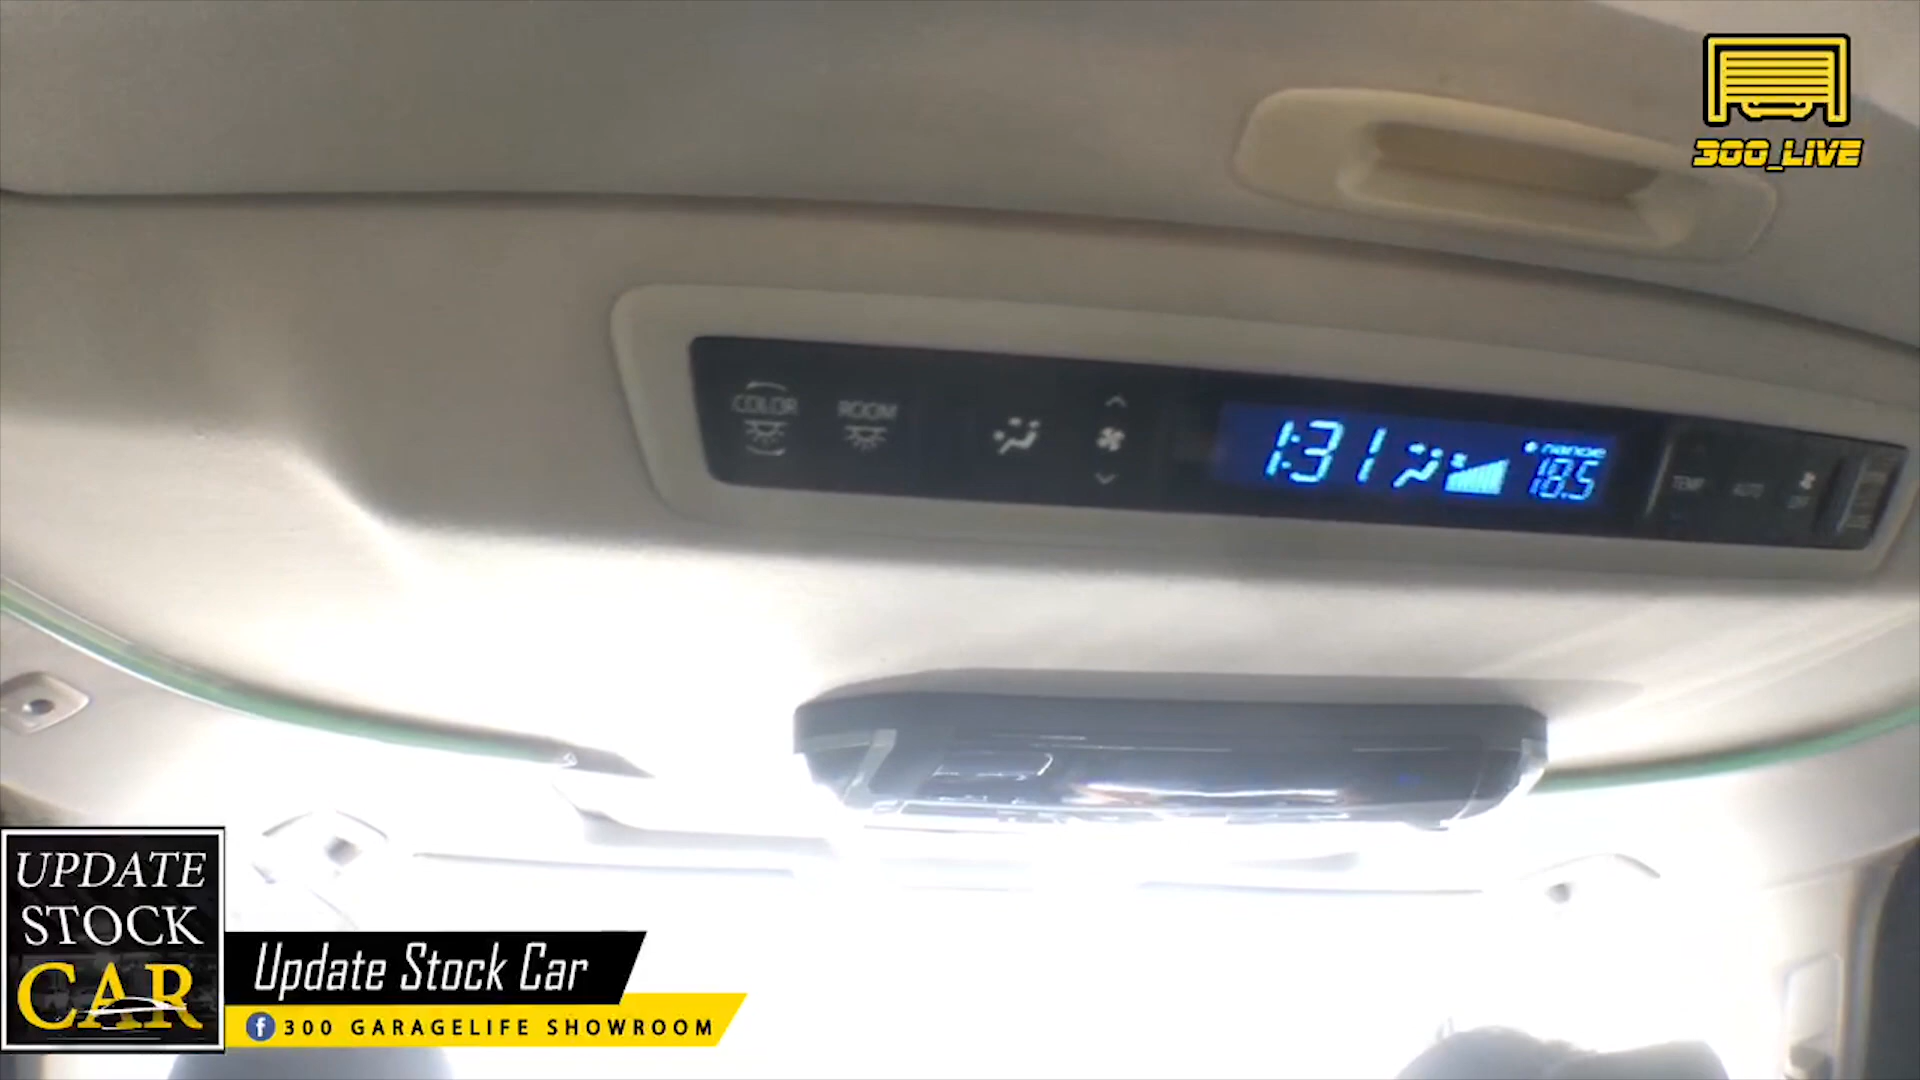 300_LIVE
COLOR
ROOM
1:31
nanoe
18.5
TEMP
AUTO
OFF
UPDATE
STOCK
CAR
Update Stock Car
300 GARAGELIFE SHOWROOM